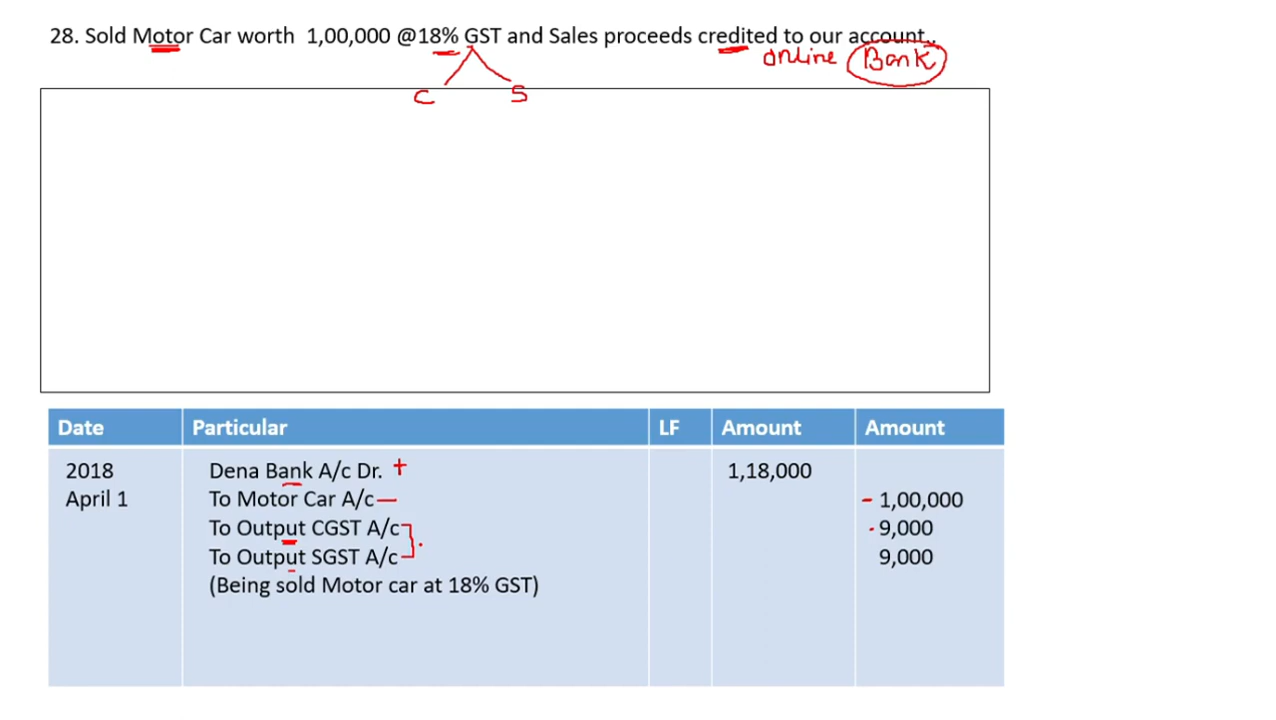 28. Sold Motor Car worth 1,00,000 @18% GST and Sales proceeds credited to our account..
online Bank
C S
Date Particular LF Amount Amount
2018 Dena Bank A/c Dr. + 1,18,000
April 1 To Motor Car A/c — - 1,00,000
To Output CGST A/c 9,000
To Output SGST A/c 9,000
(Being sold Motor car at 18% GST)